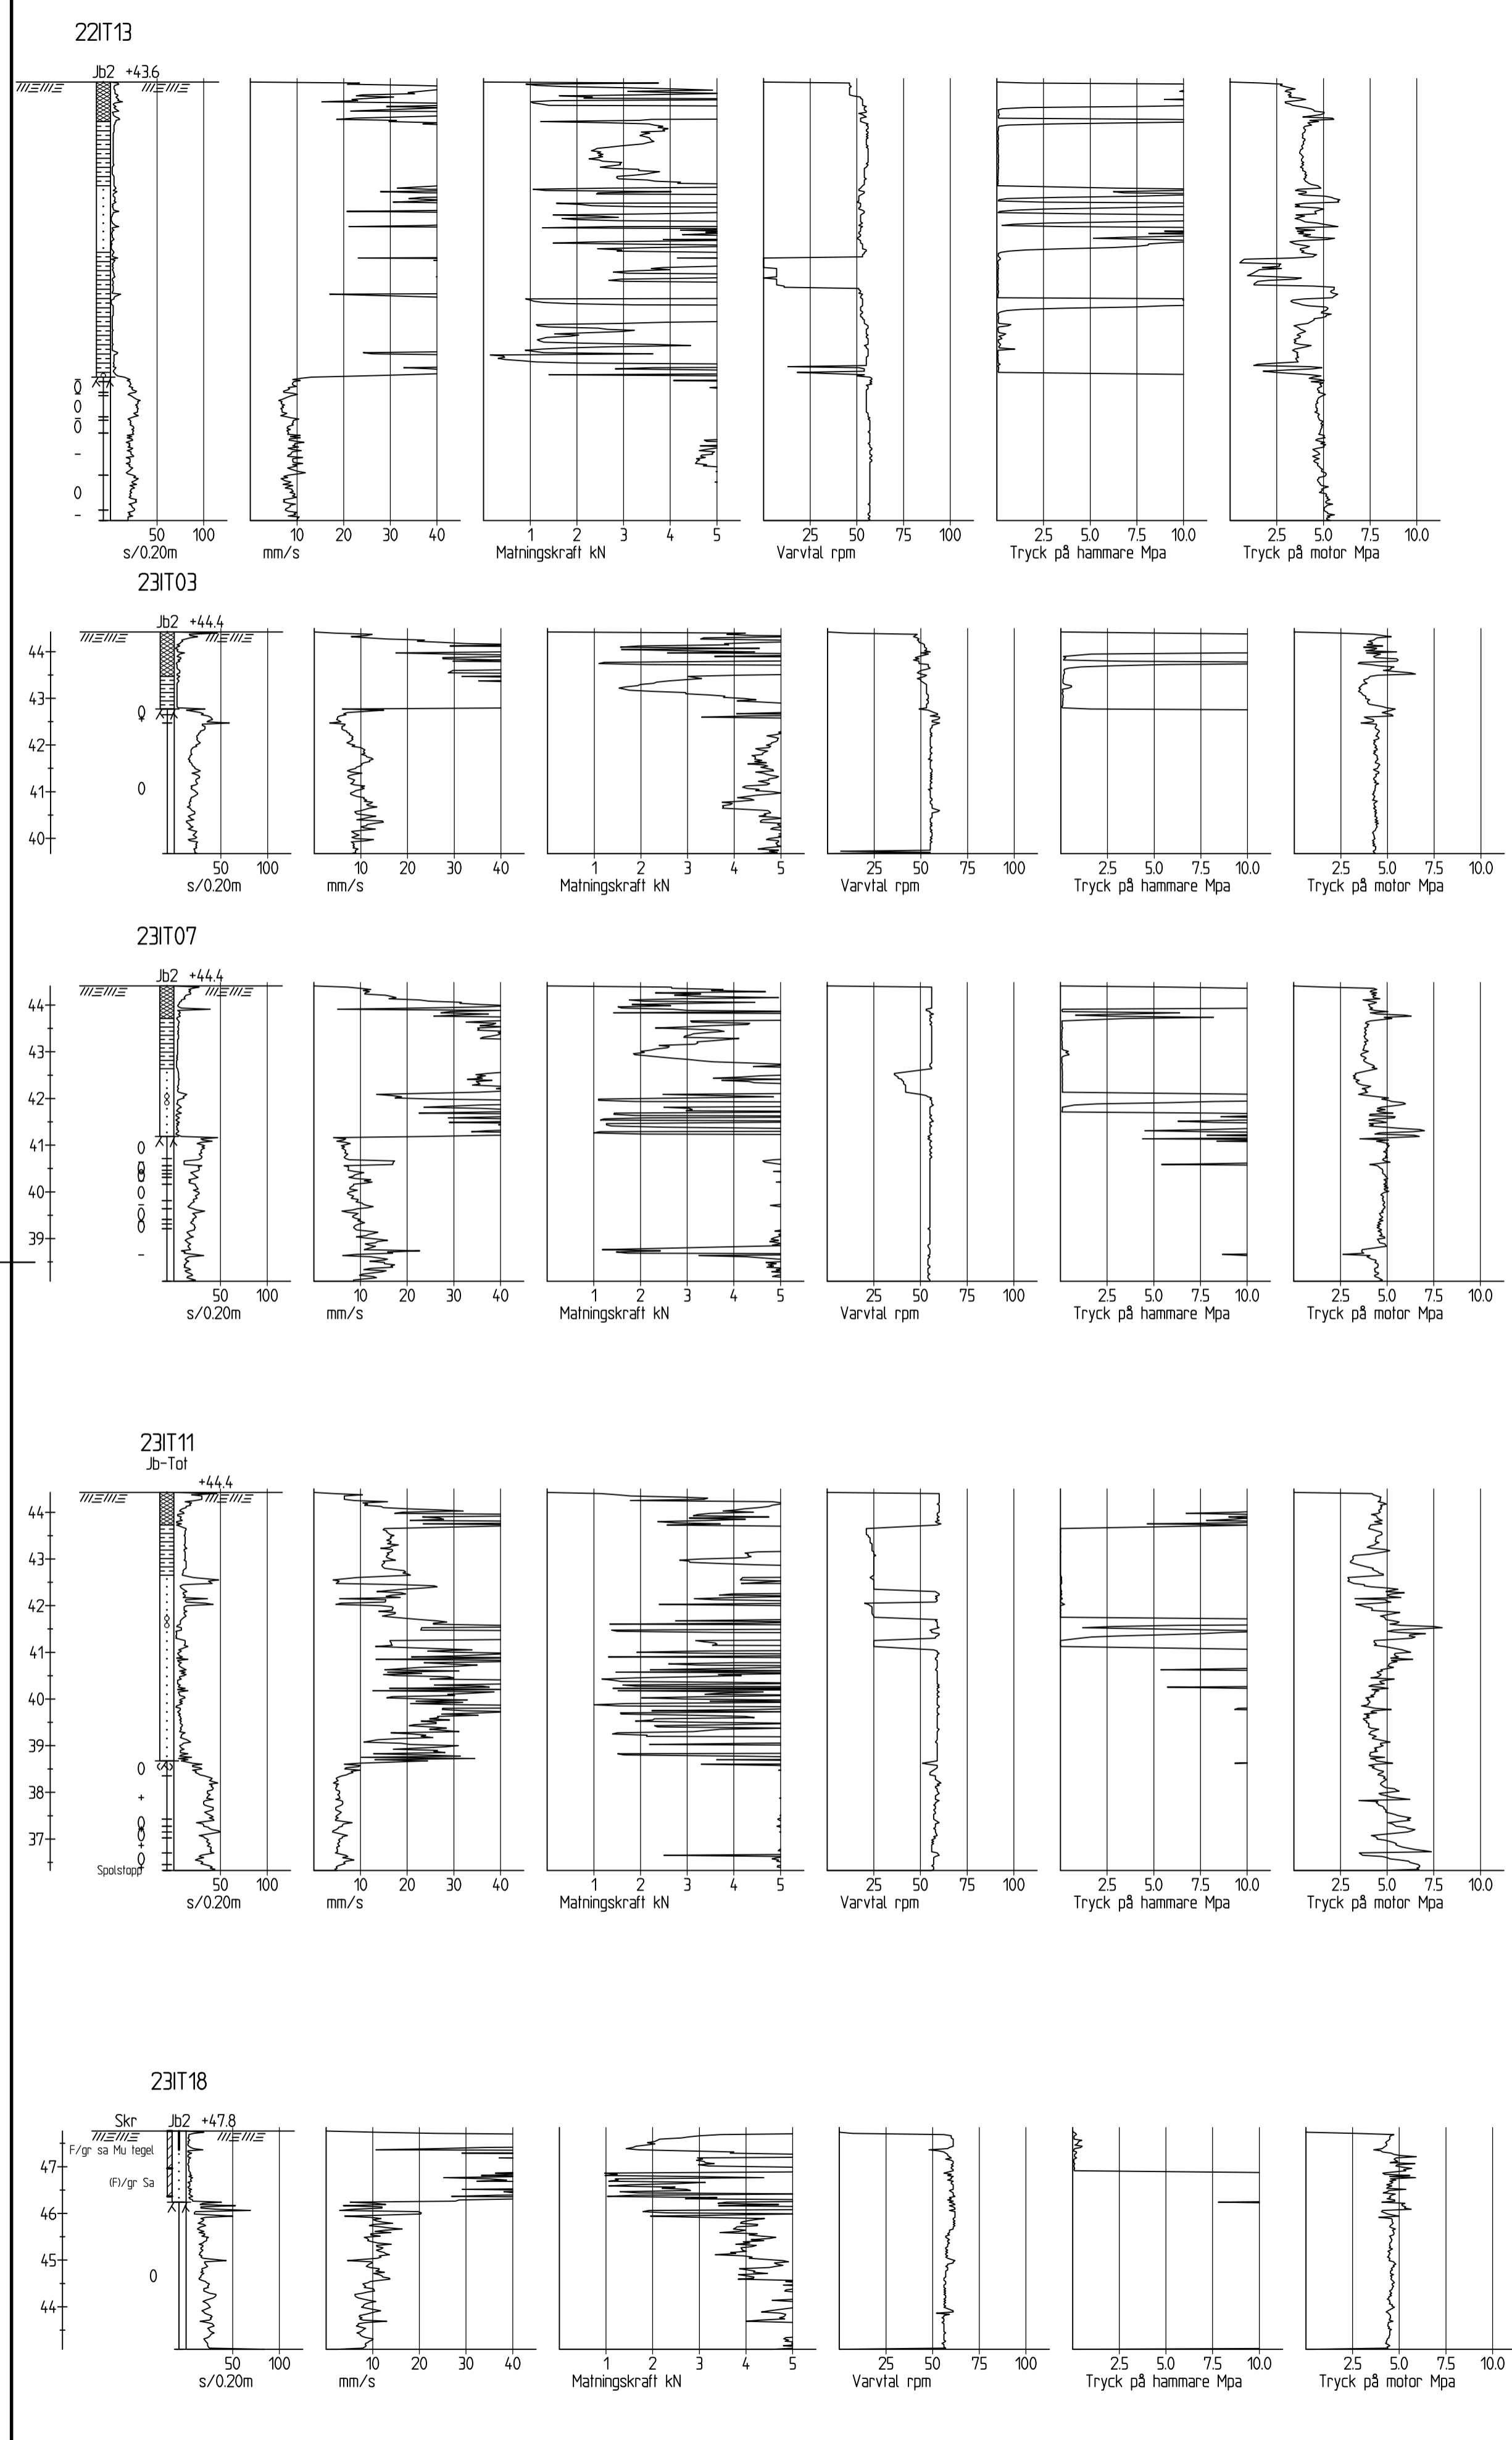 22IT13
Jb2 +43.6
50 100 10 20 30 40 1 2 3 4 5 25 50 75 100 2.5 5.0 7.5 10.0 2.5 5.0 7.5 10.0
s/0.20m mm/s Matningskraft kN Varvtal rpm Tryck på hammare Mpa Tryck på motor Mpa
23IT03
Jb2 +44.4
44
43
42
41
40
50 100 10 20 30 40 1 2 3 4 5 25 50 75 100 2.5 5.0 7.5 10.0 2.5 5.0 7.5 10.0
s/0.20m mm/s Matningskraft kN Varvtal rpm Tryck på hammare Mpa Tryck på motor Mpa
23IT07
Jb2 +44.4
44
43
42
41
40
39
50 100 10 20 30 40 1 2 3 4 5 25 50 75 100 2.5 5.0 7.5 10.0 2.5 5.0 7.5 10.0
s/0.20m mm/s Matningskraft kN Varvtal rpm Tryck på hammare Mpa Tryck på motor Mpa
23IT11
Jb-Tot
+44.4
44
43
42
41
40
39
38
37
Spolstopp
50 100 10 20 30 40 1 2 3 4 5 25 50 75 100 2.5 5.0 7.5 10.0 2.5 5.0 7.5 10.0
s/0.20m mm/s Matningskraft kN Varvtal rpm Tryck på hammare Mpa Tryck på motor Mpa
23IT18
Skr Jb2 +47.8
F/gr sa Mu tegel
47
(F)/gr Sa
46
45
44
50 100 10 20 30 40 1 2 3 4 5 25 50 75 100 2.5 5.0 7.5 10.0 2.5 5.0 7.5 10.0
s/0.20m mm/s Matningskraft kN Varvtal rpm Tryck på hammare Mpa Tryck på motor Mpa